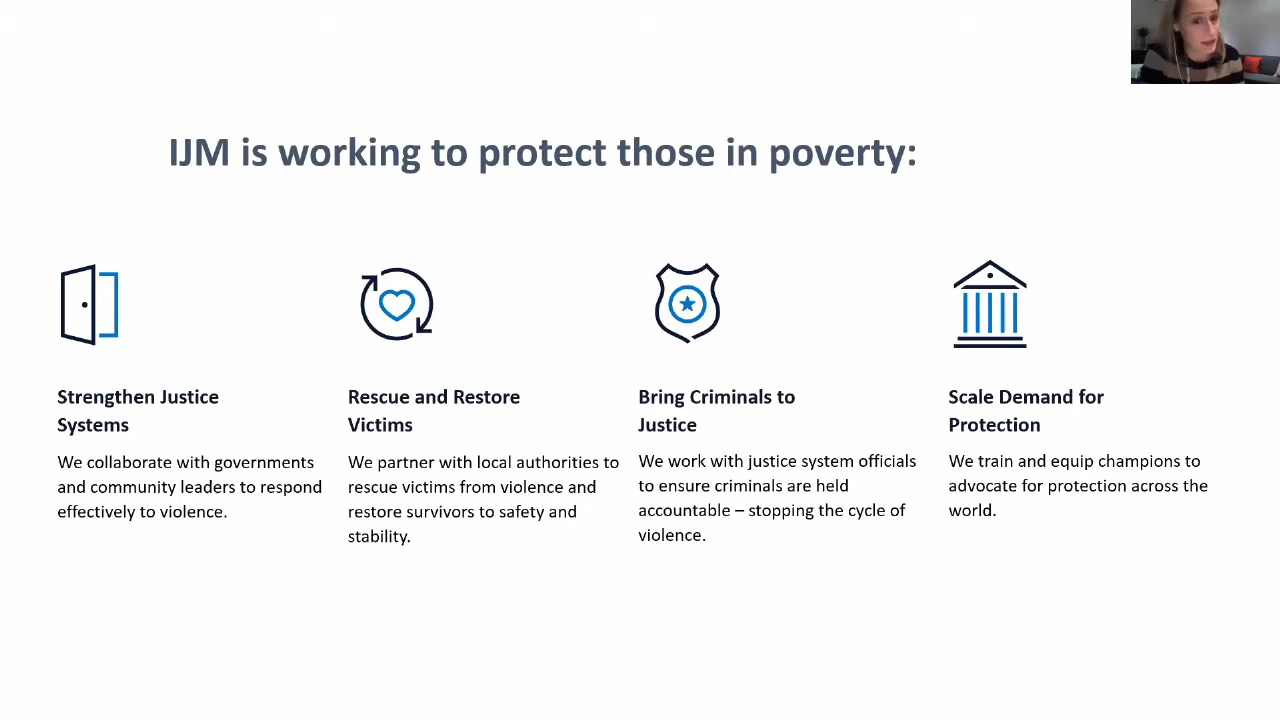 IJM is working to protect those in poverty:
Strengthen Justice
Systems
We collaborate with governments
and community leaders to respond
effectively to violence.
Rescue and Restore
Victims
We partner with local authorities to
rescue victims from violence and
restore survivors to safety and
stability.
Bring Criminals to
Justice
We work with justice system officials
to ensure criminals are held
accountable – stopping the cycle of
violence.
Scale Demand for
Protection
We train and equip champions to
advocate for protection across the
world.